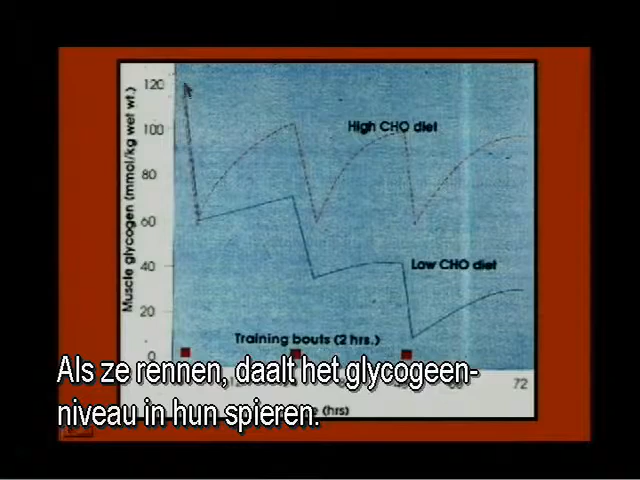 120
100
80
60
40
20
0
Muscle glycogen (mmol/kg wet wt.)
High CHO diet
Low CHO diet
Training bouts (2 hrs.)
72
(hrs)
Als ze rennen, daalt het glycogeen-
niveau in hun spieren.